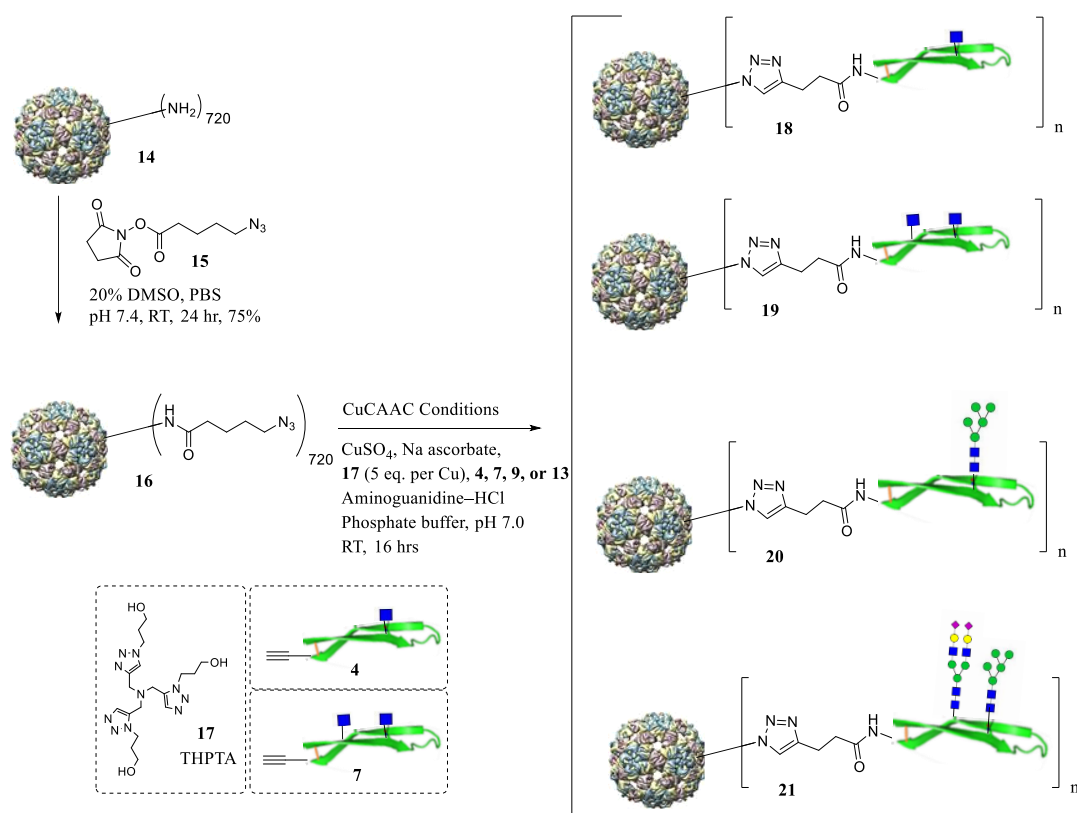 (NH2)720
14
O
N
O
O
O
N3
15
20% DMSO, PBS
pH 7.4, RT, 24 hr, 75%
H
N
O
N3
720
16
CuCAAC Conditions
CuSO4, Na ascorbate,
17 (5 eq. per Cu), 4, 7, 9, or 13
Aminoguanidine–HCl
Phosphate buffer, pH 7.0
RT, 16 hrs
HO
N
N N
OH
N
N
N N
N N
N
HO
17
THPTA
4
7
N N
N
H
N
O
n
18
N N
N
H
N
O
n
19
N N
N
H
N
O
n
20
N N
N
H
N
O
n
21